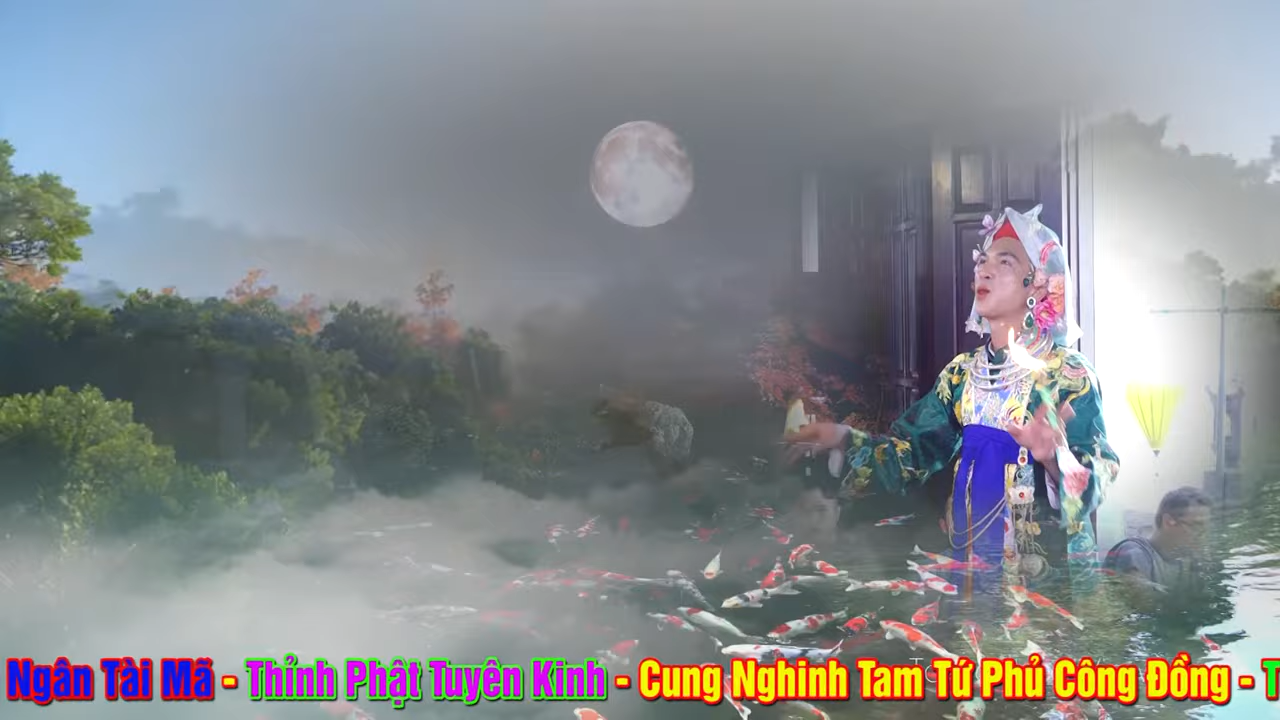 Ngân Tài Mã - Thỉnh Phật Tuyên Kinh - Cung Nghinh Tam Tứ Phủ Công Đồng - T